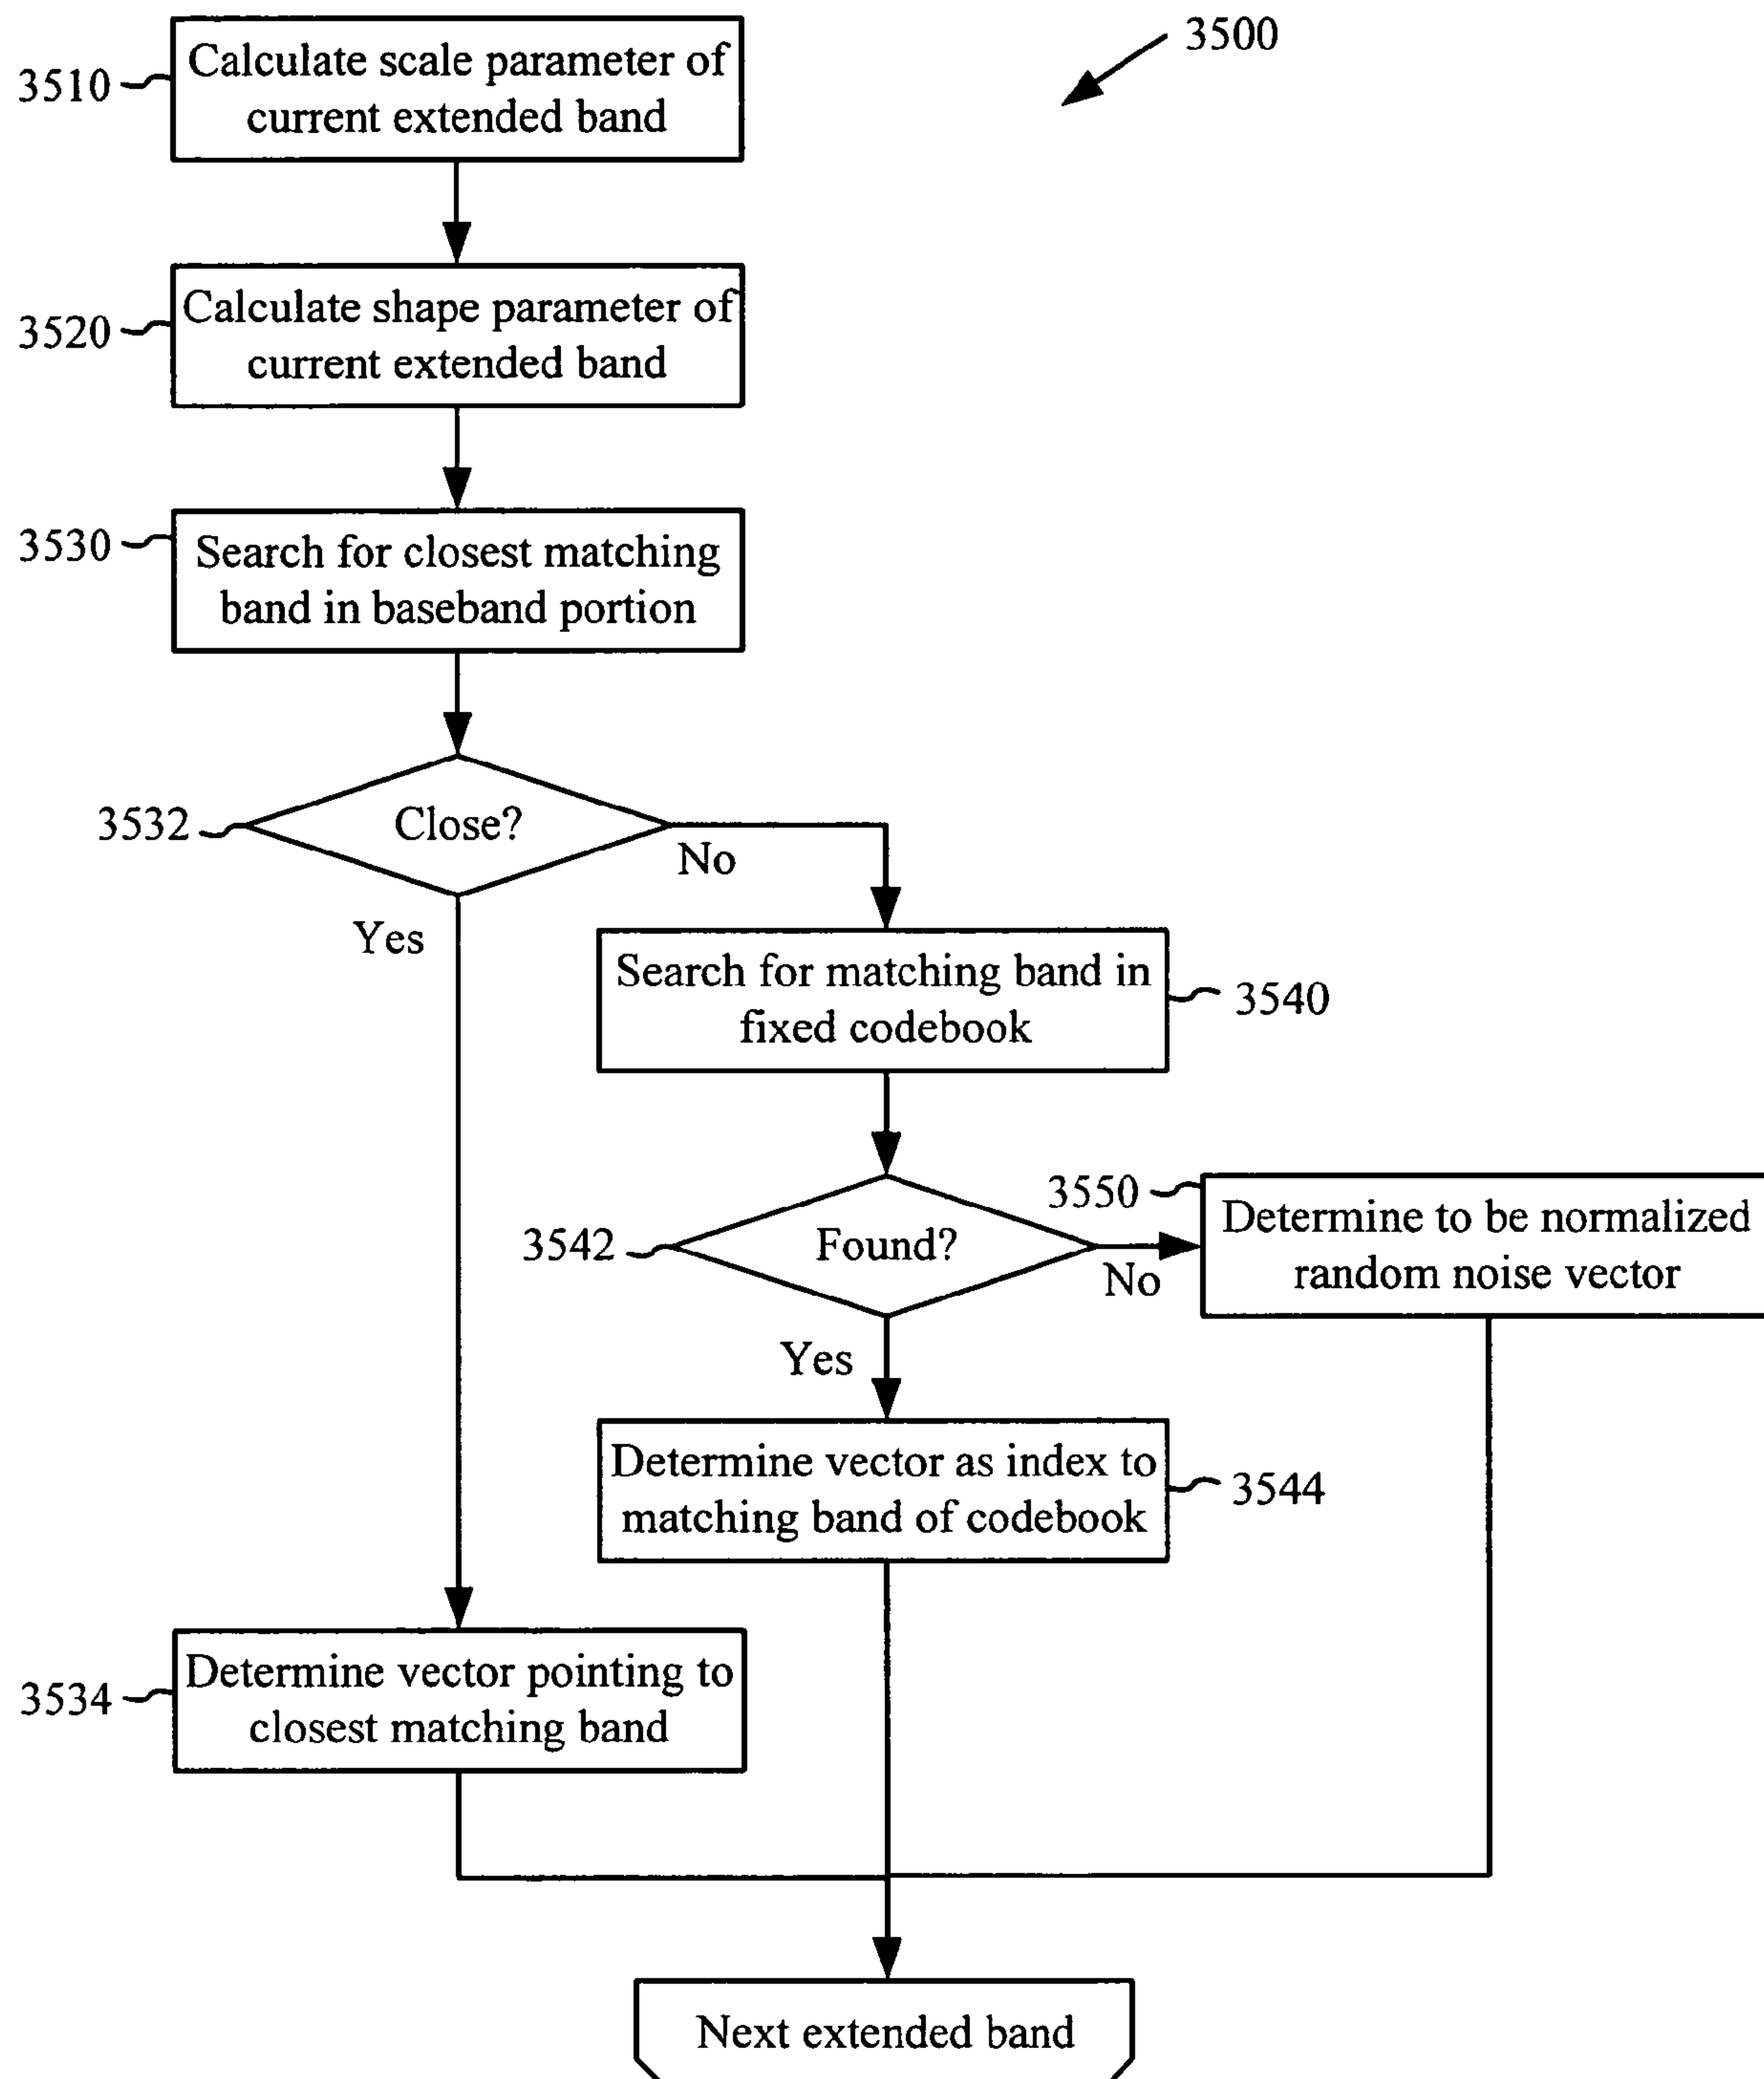 3500
3510
Calculate scale parameter of
current extended band
3520
Calculate shape parameter of
current extended band
3530
Search for closest matching
band in baseband portion
3532
Close?
No
Yes
Search for matching band in
fixed codebook
3540
3550
Determine to be normalized
random noise vector
3542
Found?
No
Yes
Determine vector as index to
matching band of codebook
3544
3534
Determine vector pointing to
closest matching band
Next extended band